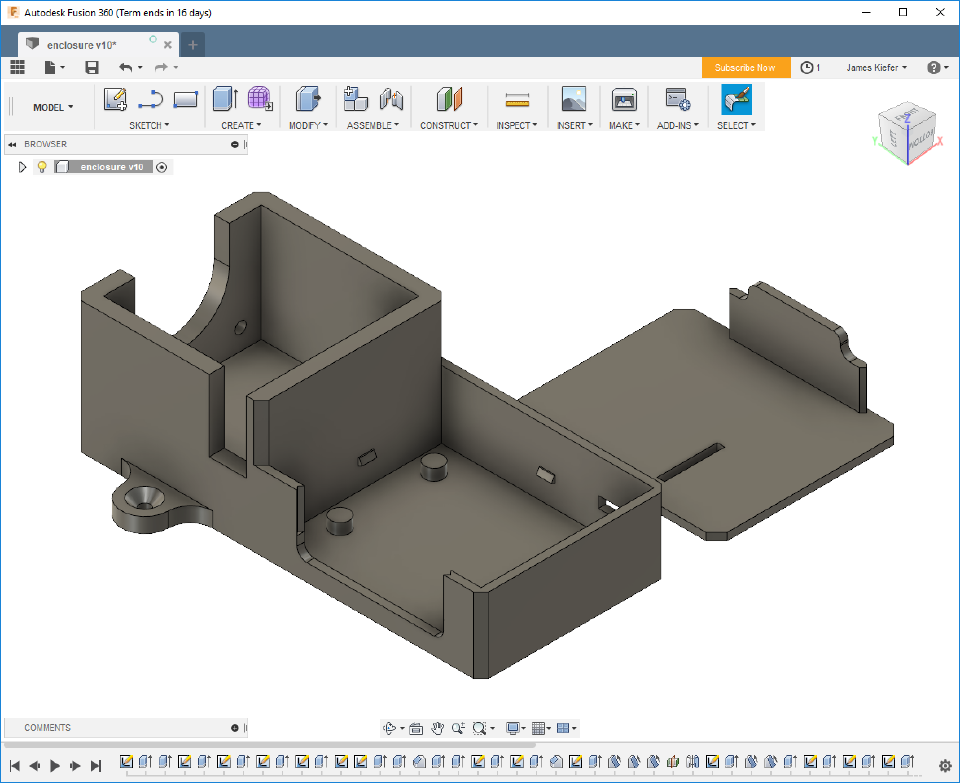 Autodesk Fusion 360 (Term ends in 16 days)
enclosure v10*
Subscribe Now
1
James Kiefer
MODEL
SKETCH
CREATE
MODIFY
ASSEMBLE
CONSTRUCT
INSPECT
INSERT
MAKE
ADD-INS
SELECT
Z
Y
X
BROWSER
enclosure v10
COMMENTS